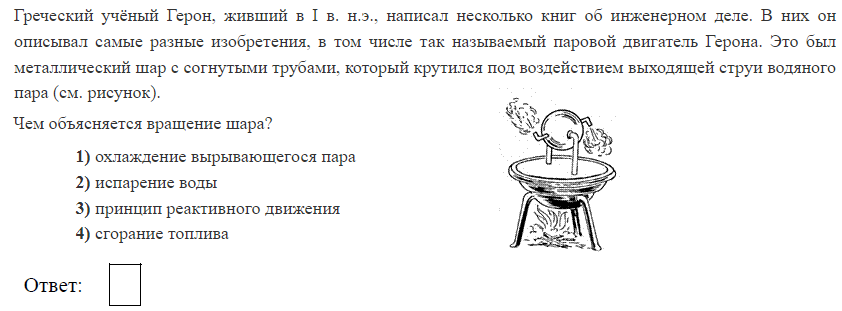 Греческий учёный Герон, живший в I в. н.э., написал несколько книг об инженерном деле. В них он
описывал самые разные изобретения, в том числе так называемый паровой двигатель Герона. Это был
металлический шар с согнутыми трубами, который крутился под воздействием выходящей струи водяного
пара (см. рисунок).
Чем объясняется вращение шара?
1) охлаждение вырывающегося пара
2) испарение воды
3) принцип реактивного движения
4) сгорание топлива
Ответ: